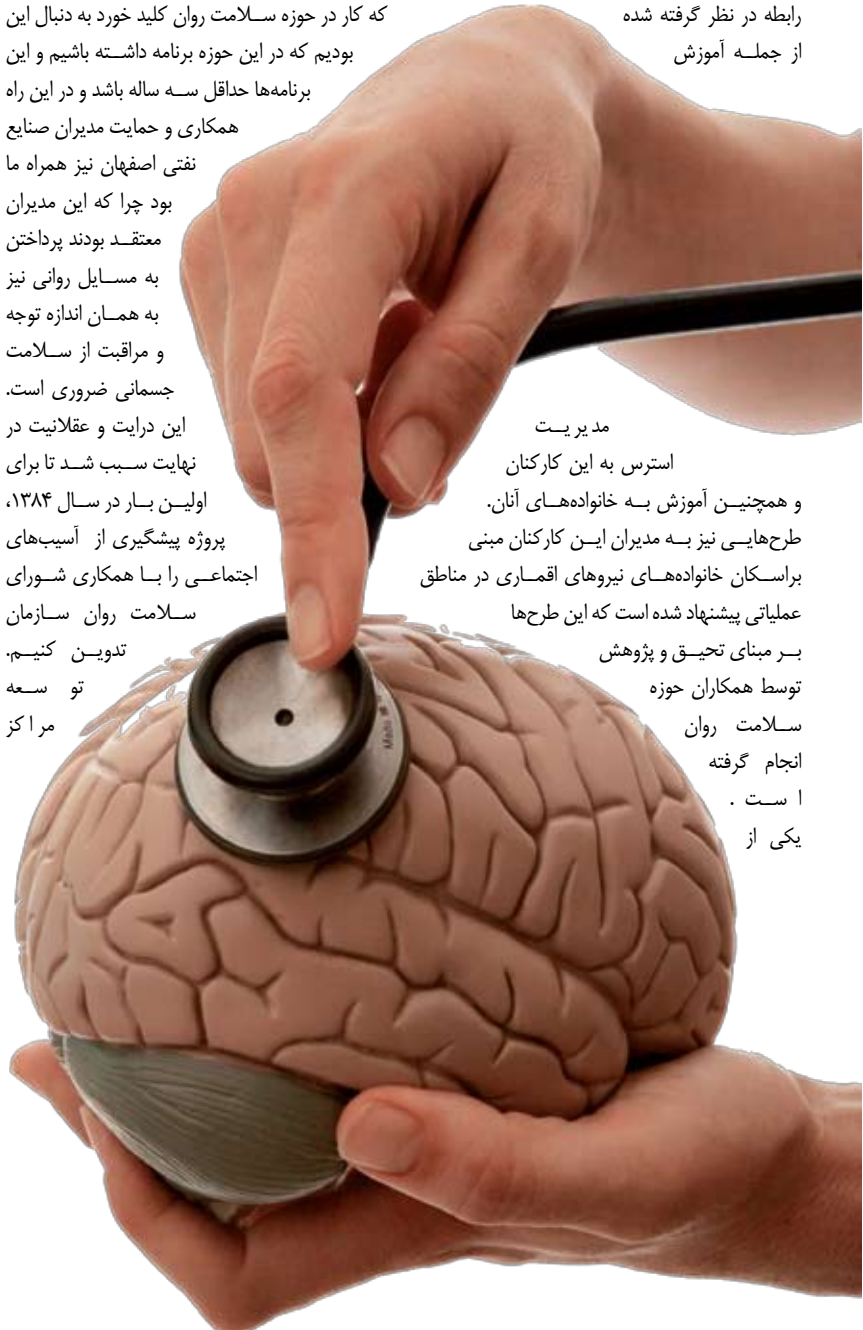 رابطه در نظر گرفته شده
از جمله آموزش
مدیریت
استرس به این کارکنان
و همچنین آموزش به خانواده‌های آنان.
طرح‌هایی نیز به مدیران این کارکنان مبنی
براسکان خانواده‌های نیروهای اقماری در مناطق
عملیاتی پیشنهاد شده است که این طرح‌ها
بر مبنای تحیق و پژوهش
توسط همکاران حوزه
سلامت روان
انجام گرفته
است .
یکی از
که کار در حوزه سلامت روان کلید خورد به دنبال این
بودیم که در این حوزه برنامه داشته باشیم و این
برنامه‌ها حداقل سه ساله باشد و در این راه
همکاری و حمایت مدیران صنایع
نفتی اصفهان نیز همراه ما
بود چرا که این مدیران
معتقد بودند پرداختن
به مسایل روانی نیز
به همان اندازه توجه
و مراقبت از سلامت
جسمانی ضروری است.
این درایت و عقلانیت در
نهایت سبب شد تا برای
اولین بار در سال ۱۳۸۴،
پروژه پیشگیری از آسیب‌های
اجتماعی را با همکاری شورای
سلامت روان سازمان
تدوین کنیم.
توسعه
مراکز